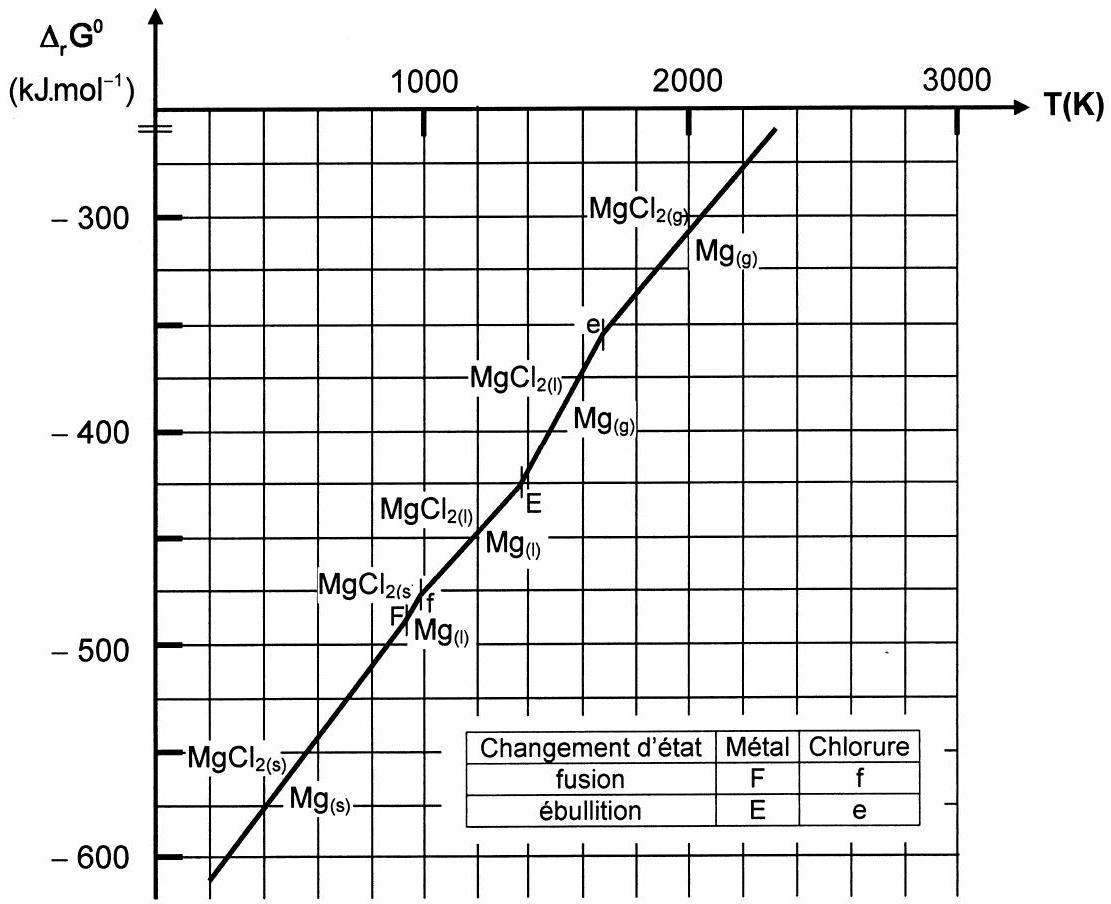 ΔrG⁰
(kJ.mol⁻¹)
1000
2000
3000
T(K)
– 300
MgCl2(g)
Mg(g)
e
MgCl2(l)
– 400
Mg(g)
E
MgCl2(l)
Mg(l)
MgCl2(s
f
F
Mg(l)
– 500
MgCl2(s)
Mg(s)
Changement d'état Métal Chlorure
fusion F f
ébullition E e
– 600